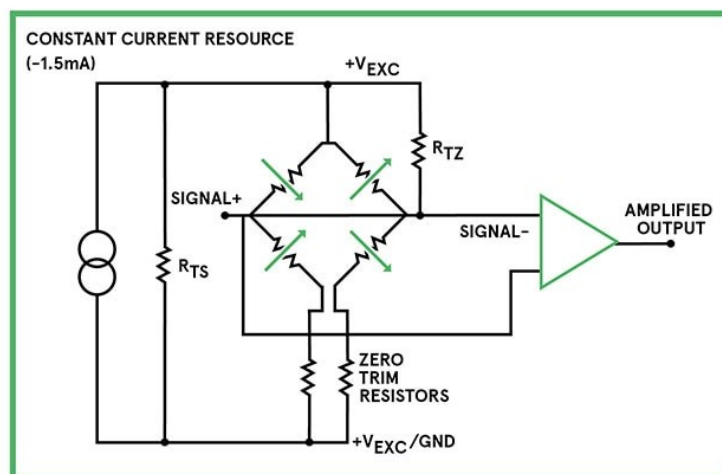 CONSTANT CURRENT RESOURCE
(-1.5mA)
+VEXC
RTZ
SIGNAL+
SIGNAL-
AMPLIFIED
OUTPUT
RTS
ZERO
TRIM
RESISTORS
+VEXC/GND